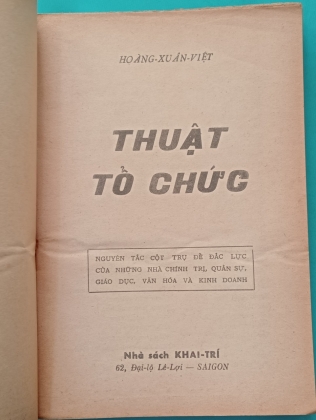 HOÀNG-XUÂN-VIỆT
THUẬT
TỔ CHỨC
NGUYÊN TẮC CỘT TRỤ ĐỂ ĐẮC LỰC
CỦA NHỮNG NHÀ CHÍNH TRỊ, QUÂN SỰ,
GIÁO DỤC, VĂN HÓA VÀ KINH DOANH
Nhà sách KHAI-TRÍ
62, Đại-lộ Lê-Lợi — SAIGON